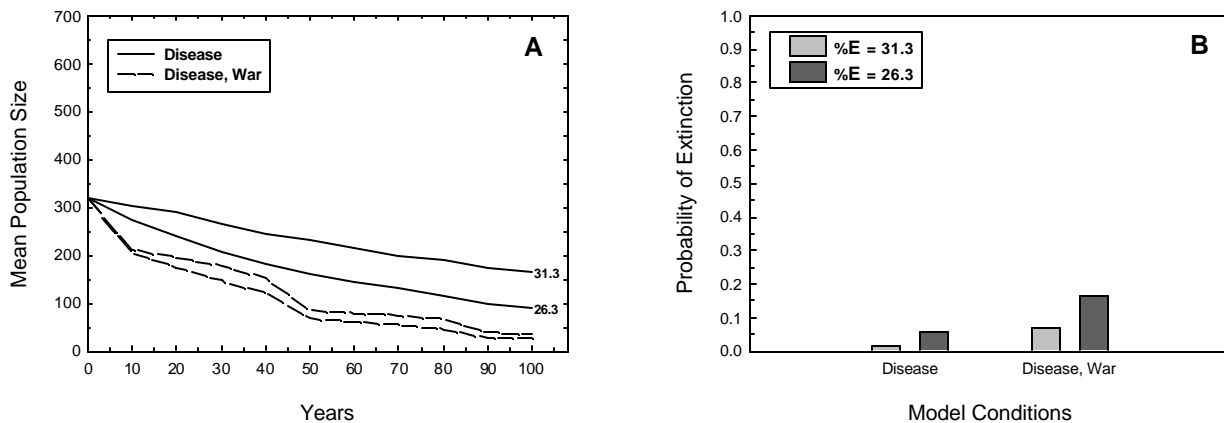 A
Disease
Disease, War
Mean Population Size
700
600
500
400
300
200
100
0
31.3
26.3
0 10 20 30 40 50 60 70 80 90 100
Years
B
%E = 31.3
%E = 26.3
Probability of Extinction
1.0
0.9
0.8
0.7
0.6
0.5
0.4
0.3
0.2
0.1
0.0
Disease Disease, War
Model Conditions